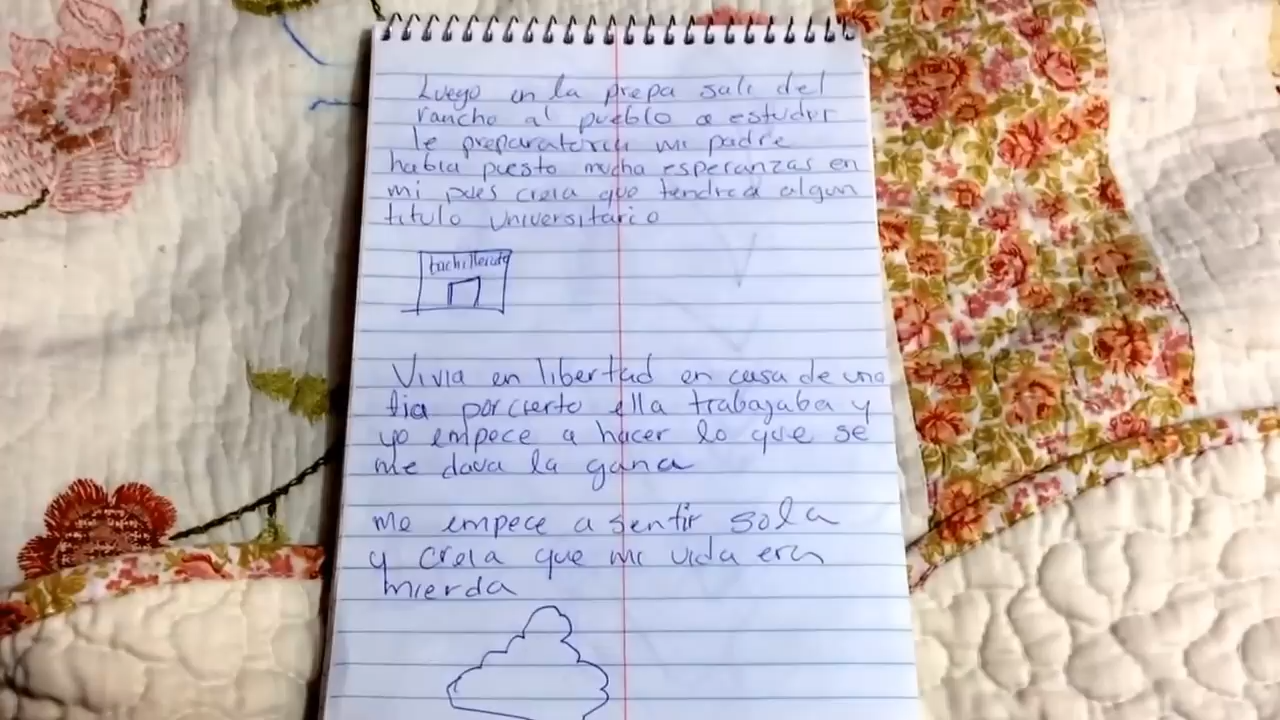 Luego en la prepa sali del
rancho al pueblo a estudiar
la preparatoria mi padre
habia puesto mucha esperanzas en
mi pues creia que tendria algun
titulo universitario
bachillerato
Vivia en libertad en casa de una
tia por cierto ella trabajaba y
yo empece a hacer lo que se
me dava la gana
me empece a sentir sola
y creia que mi vida era
mierda